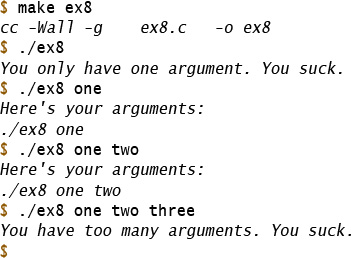 $ make ex8
cc -Wall -g    ex8.c   -o ex8
$ ./ex8
You only have one argument. You suck.
$ ./ex8 one
Here's your arguments:
./ex8 one
$ ./ex8 one two
Here's your arguments:
./ex8 one two
$ ./ex8 one two three
You have too many arguments. You suck.
$